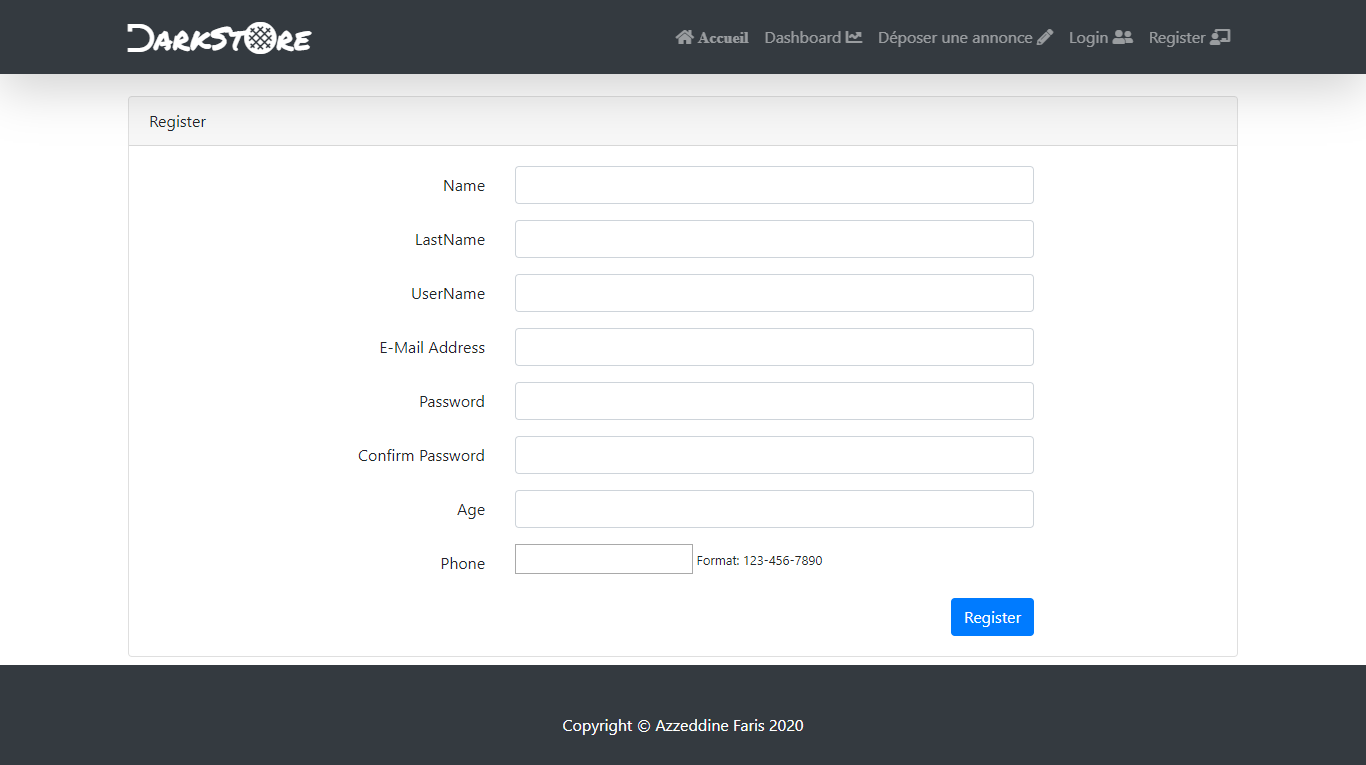 DARKSTORE
Accueil Dashboard Déposer une annonce Login Register
Register
Name
LastName
UserName
E-Mail Address
Password
Confirm Password
Age
Phone Format: 123-456-7890
Register
Copyright © Azzeddine Faris 2020